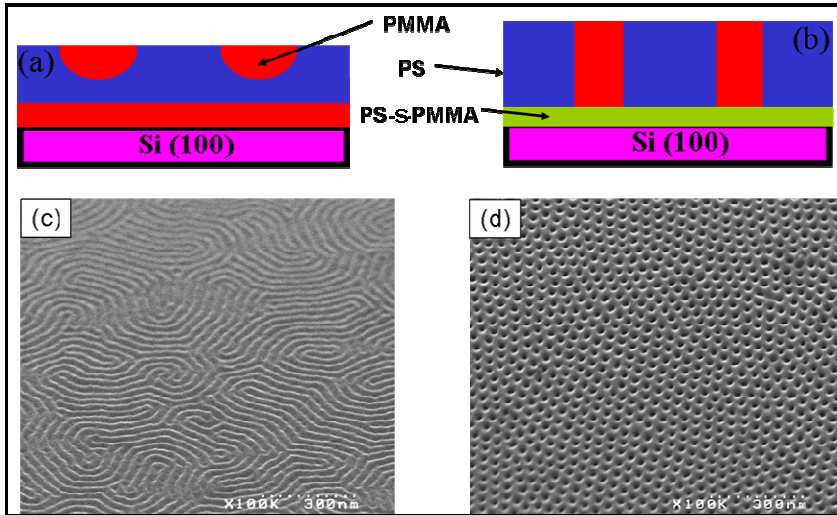 (a)
PMMA
(b)
PS
PS-s-PMMA
Si (100)
Si (100)
(c)
(d)
X100K 300nm
X100K 300nm